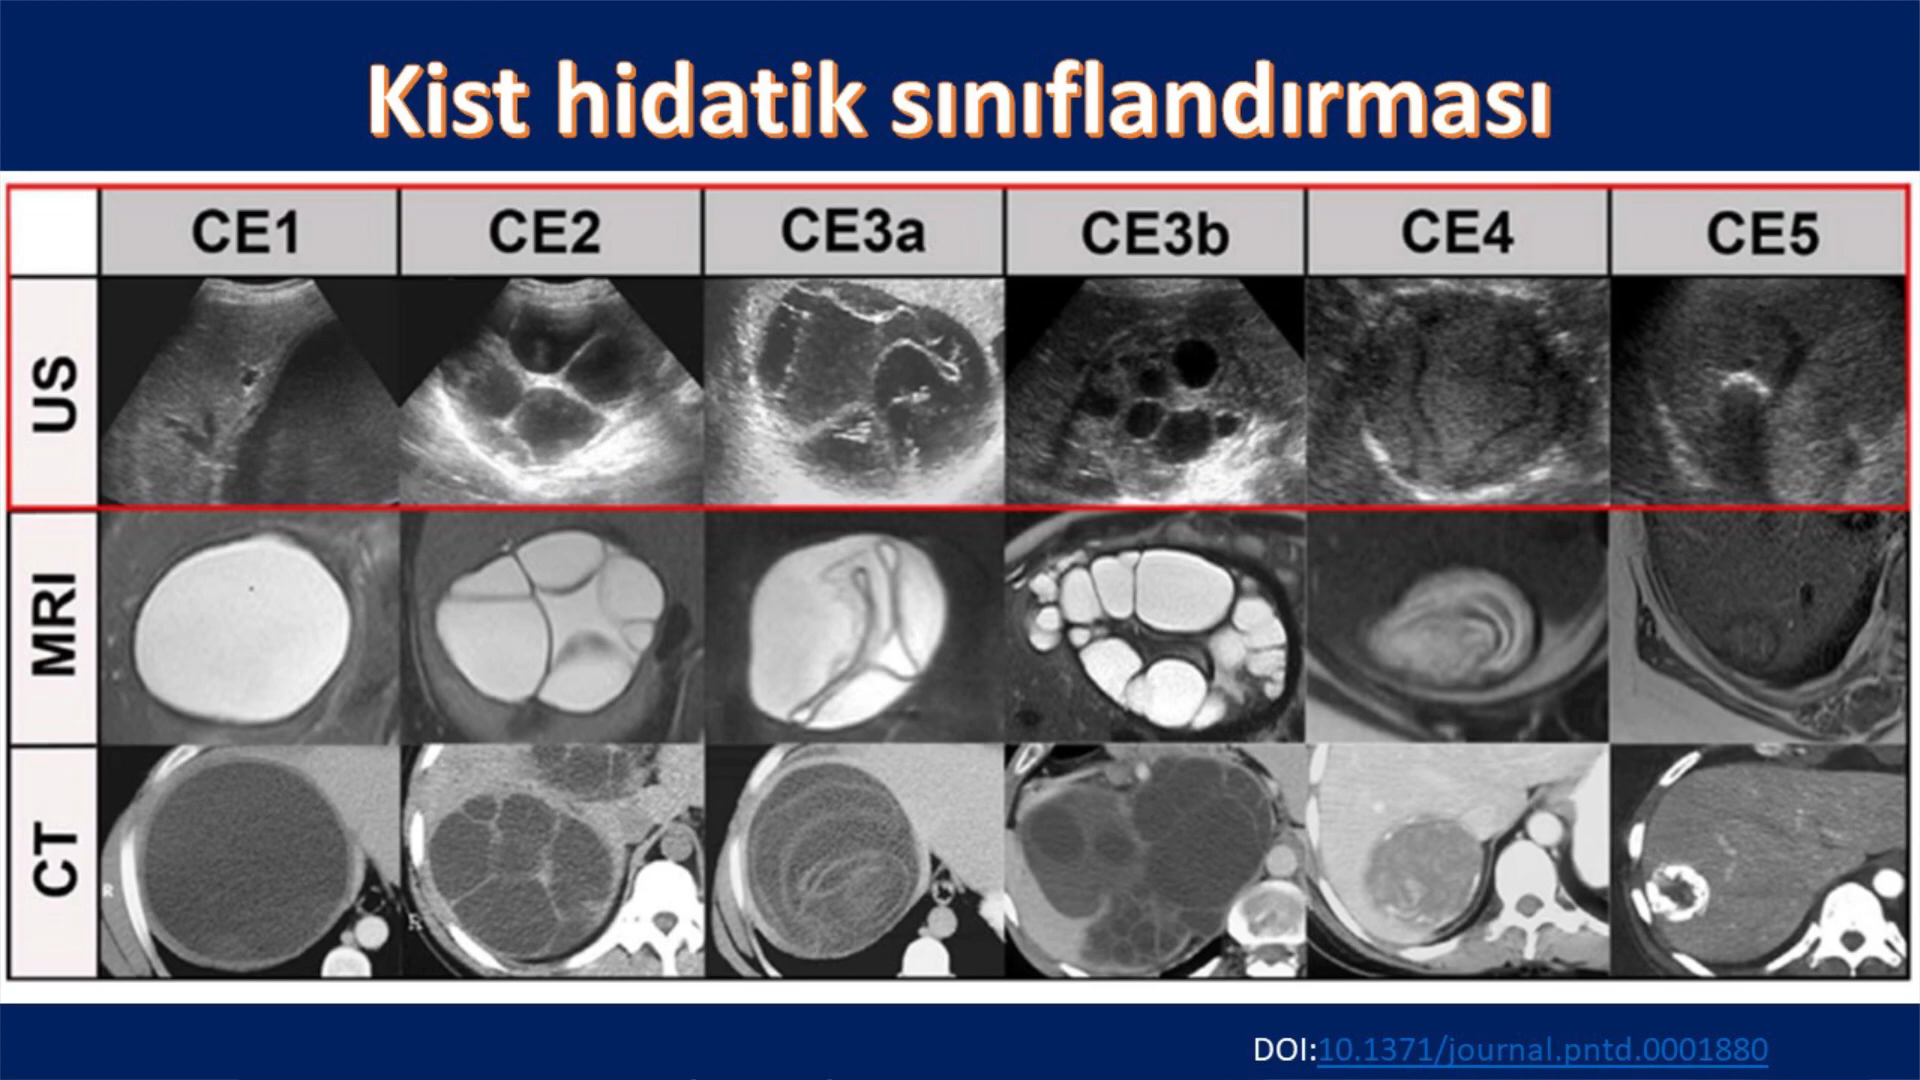 Kist hidatik sınıflandırması
CE1 CE2 CE3a CE3b CE4 CE5
US
MRI
CT
R
DOI:10.1371/journal.pntd.0001880